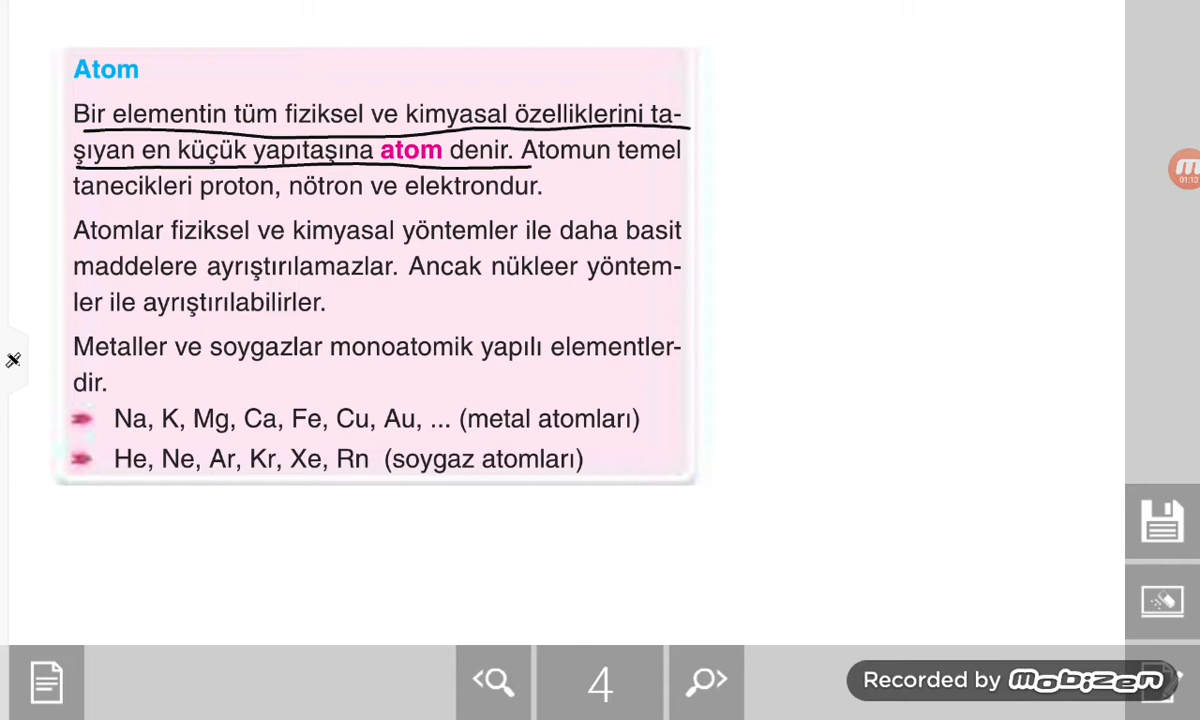 Atom
Bir elementin tüm fiziksel ve kimyasal özelliklerini ta-
şıyan en küçük yapıtaşına atom denir. Atomun temel
tanecikleri proton, nötron ve elektrondur.
Atomlar fiziksel ve kimyasal yöntemler ile daha basit
maddelere ayrıştırılamazlar. Ancak nükleer yöntem-
ler ile ayrıştırılabilirler.
Metaller ve soygazlar monoatomik yapılı elementler-
dir.
Na, K, Mg, Ca, Fe, Cu, Au, ... (metal atomları)
He, Ne, Ar, Kr, Xe, Rn (soygaz atomları)
01:13
4
Recorded by mobizen